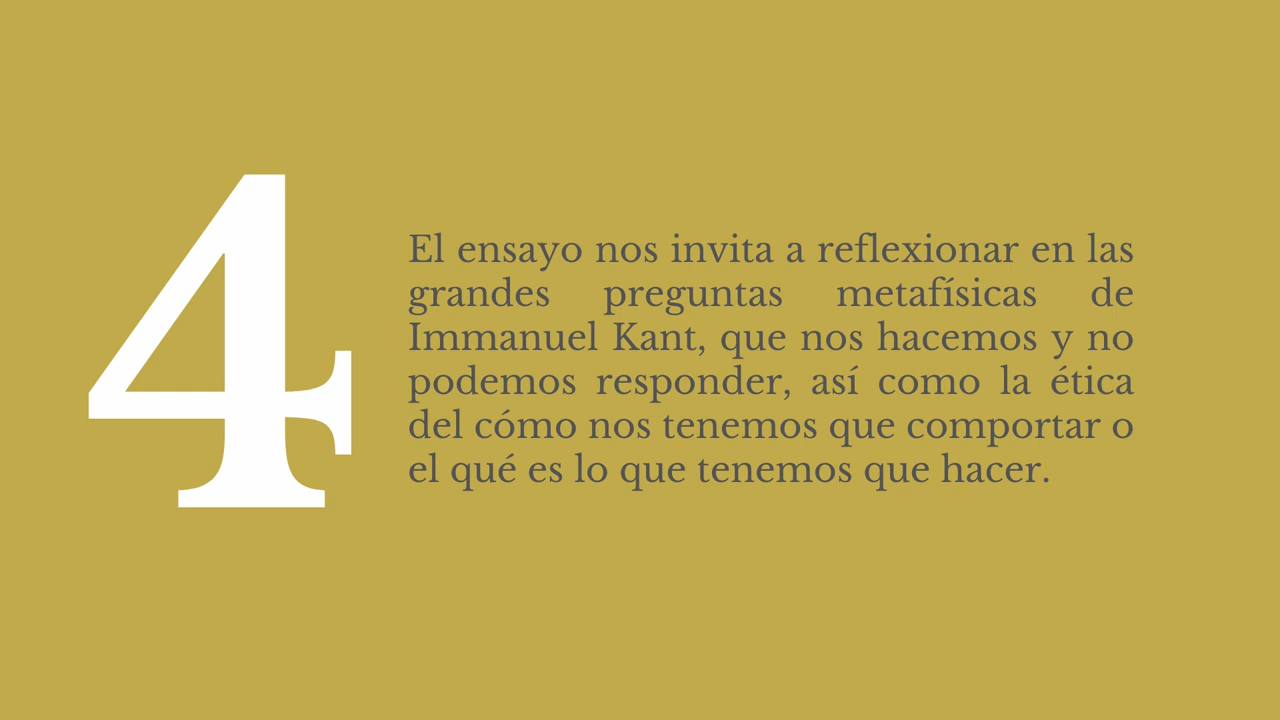 4
El ensayo nos invita a reflexionar en las
grandes preguntas metafísicas de
Immanuel Kant, que nos hacemos y no
podemos responder, así como la ética
del cómo nos tenemos que comportar o
el qué es lo que tenemos que hacer.